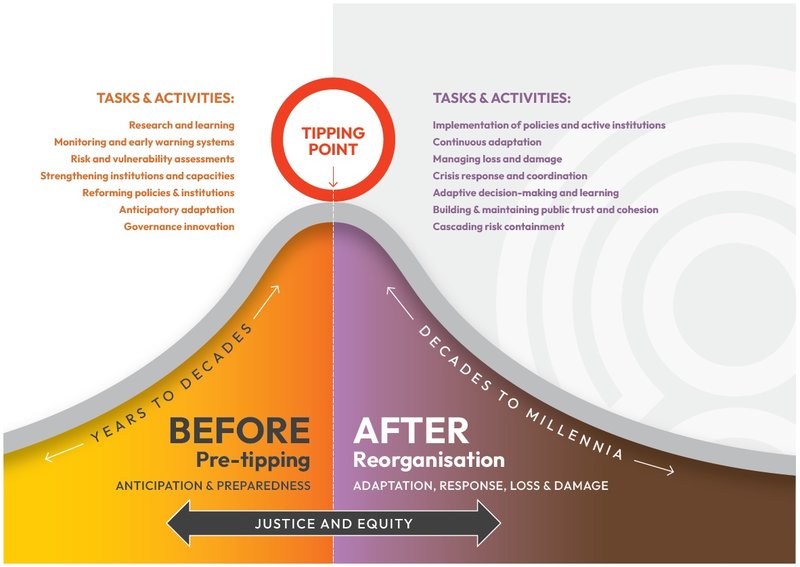 TASKS & ACTIVITIES:
Research and learning
Monitoring and early warning systems
Risk and vulnerability assessments
Strengthening institutions and capacities
Reforming policies & institutions
Anticipatory adaptation
Governance innovation
TIPPING
POINT
TASKS & ACTIVITIES:
Implementation of policies and active institutions
Continuous adaptation
Managing loss and damage
Crisis response and coordination
Adaptive decision-making and learning
Building & maintaining public trust and cohesion
Cascading risk containment
YEARS TO DECADES
DECADES TO MILLENNIA
BEFORE
Pre-tipping
ANTICIPATION & PREPAREDNESS
AFTER
Reorganisation
ADAPTATION, RESPONSE, LOSS & DAMAGE
JUSTICE AND EQUITY